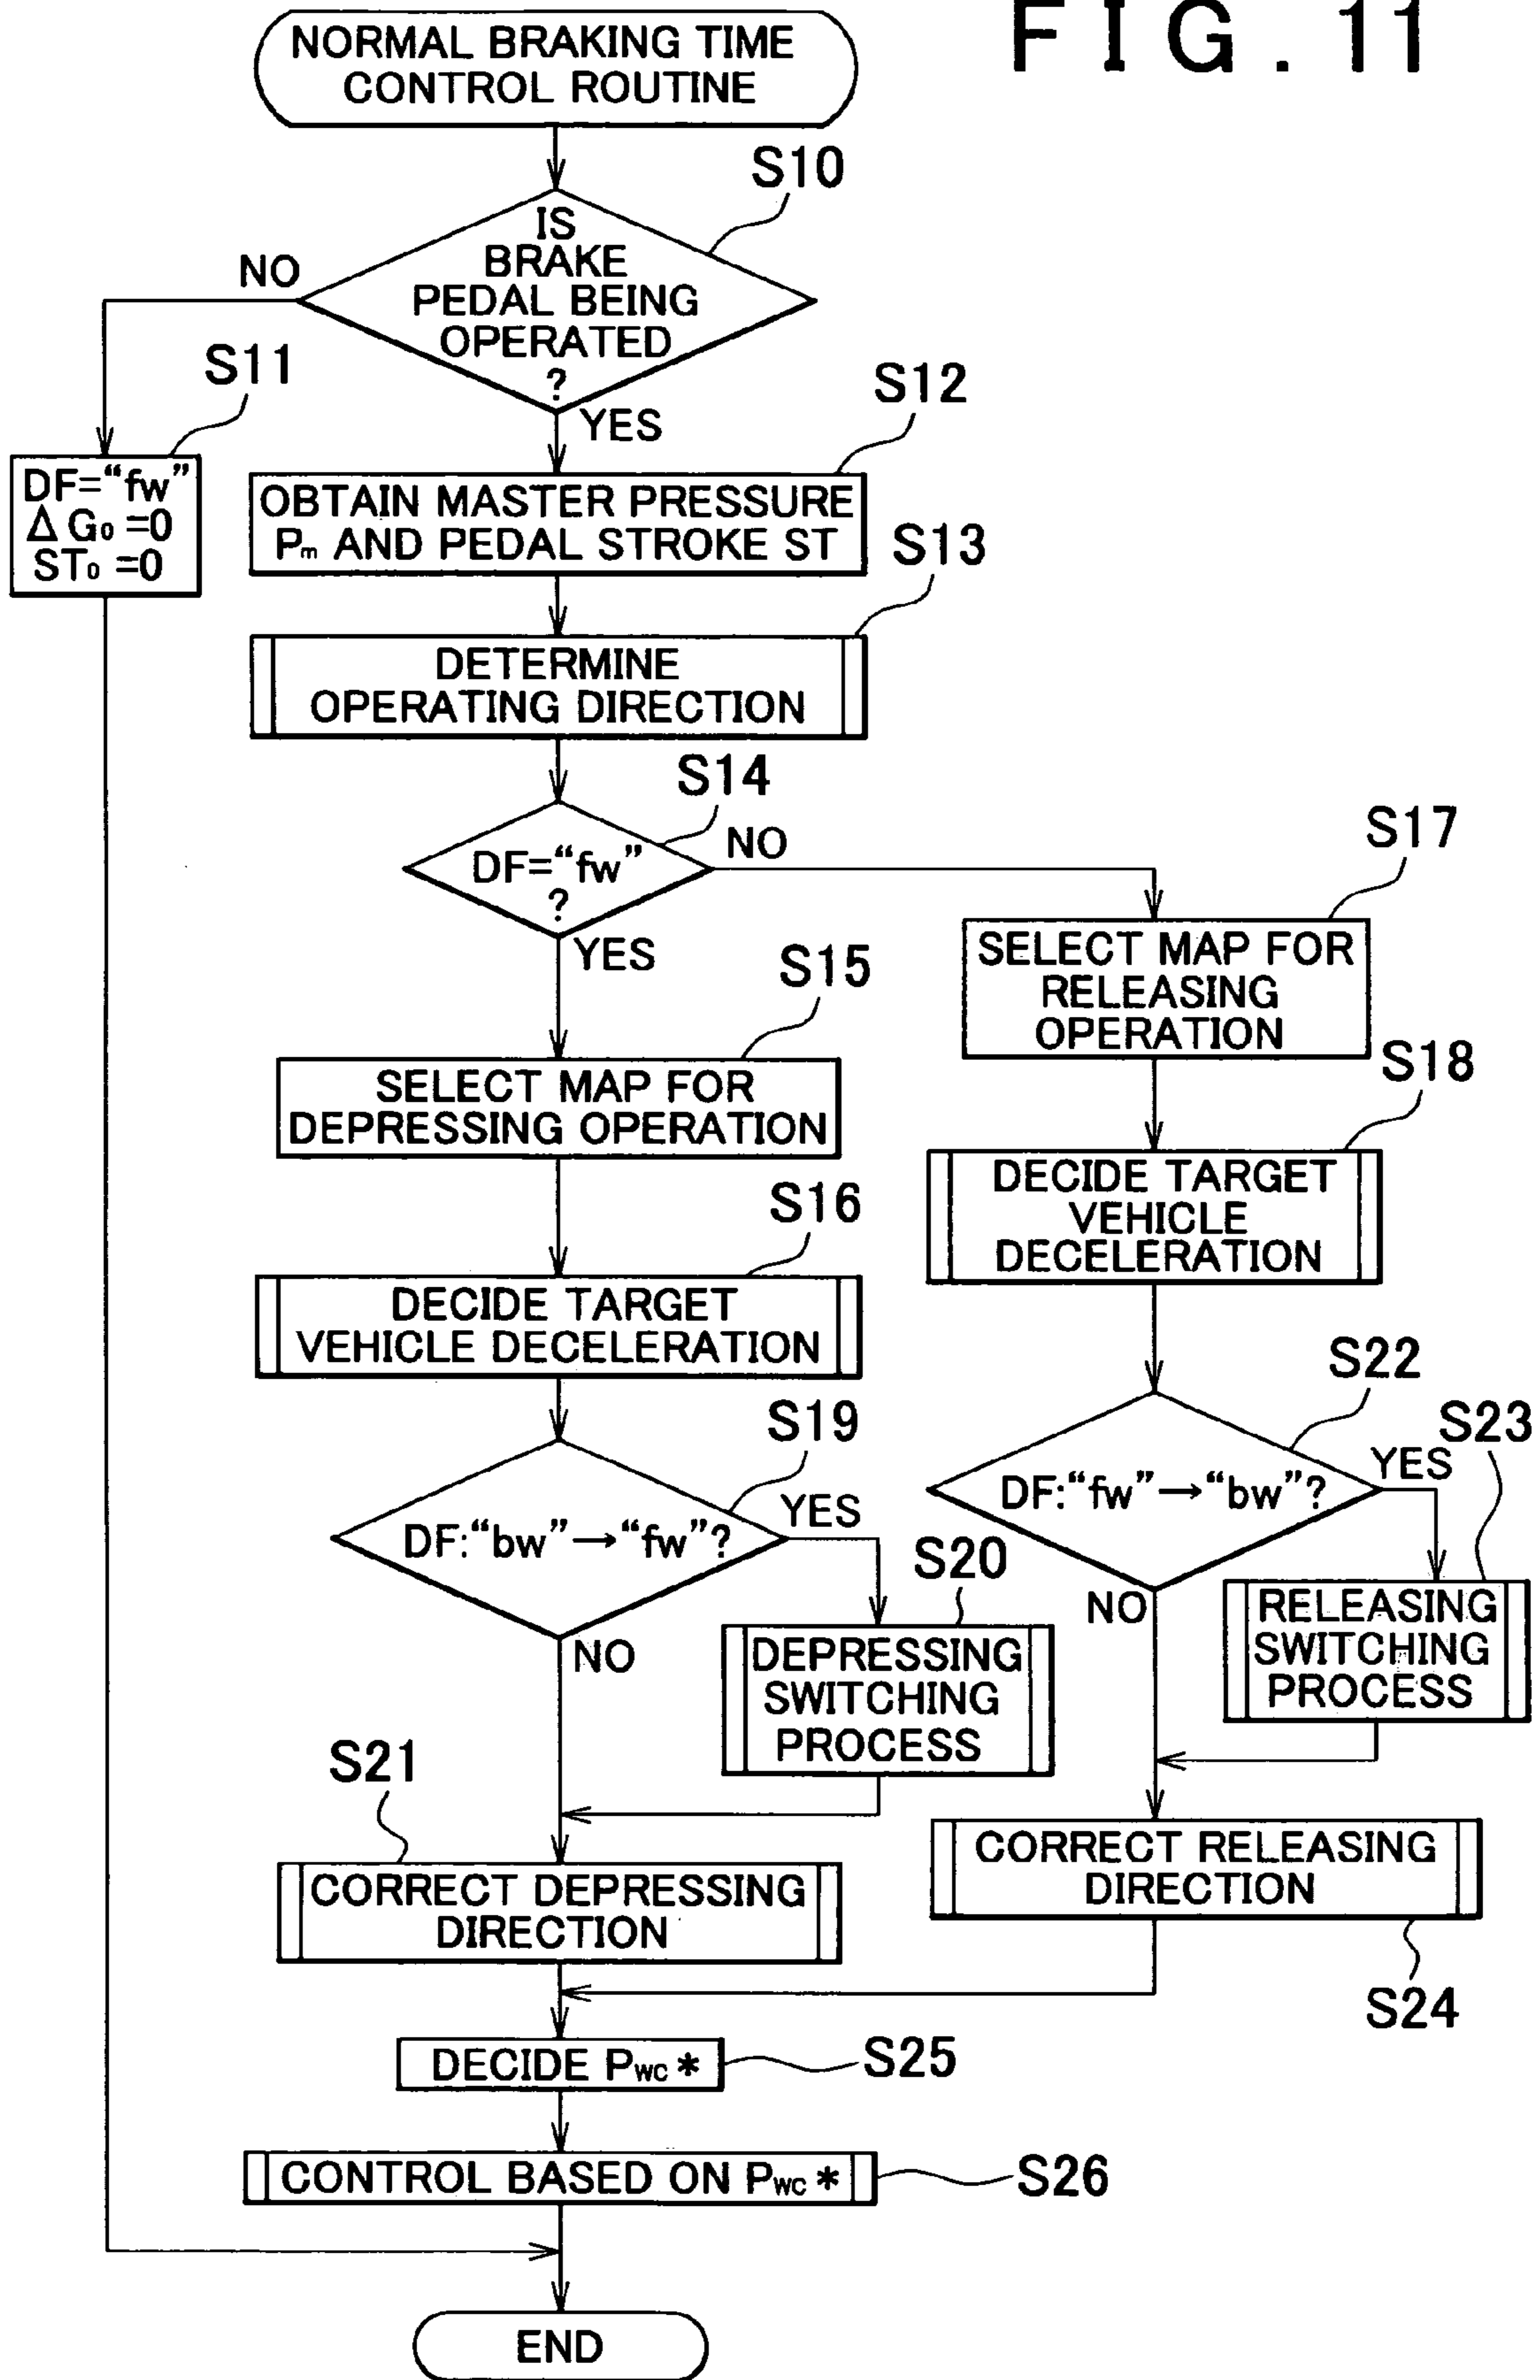 FIG. 11
NORMAL BRAKING TIME
CONTROL ROUTINE
S10
IS
BRAKE
PEDAL BEING
OPERATED
?
NO
YES
S11
DF="fw"
ΔG₀=0
ST₀=0
S12
OBTAIN MASTER PRESSURE
Pₘ AND PEDAL STROKE ST
S13
DETERMINE
OPERATING DIRECTION
S14
DF="fw"
?
NO
YES
S15
SELECT MAP FOR
DEPRESSING OPERATION
S17
SELECT MAP FOR
RELEASING
OPERATION
S16
DECIDE TARGET
VEHICLE DECELERATION
S18
DECIDE TARGET
VEHICLE
DECELERATION
S19
DF:"bw"→"fw"?
YES
NO
S20
DEPRESSING
SWITCHING
PROCESS
S22
DF:"fw"→"bw"?
YES
NO
S23
RELEASING
SWITCHING
PROCESS
S21
CORRECT DEPRESSING
DIRECTION
CORRECT RELEASING
DIRECTION
S24
DECIDE PWC*
S25
CONTROL BASED ON PWC*
S26
END